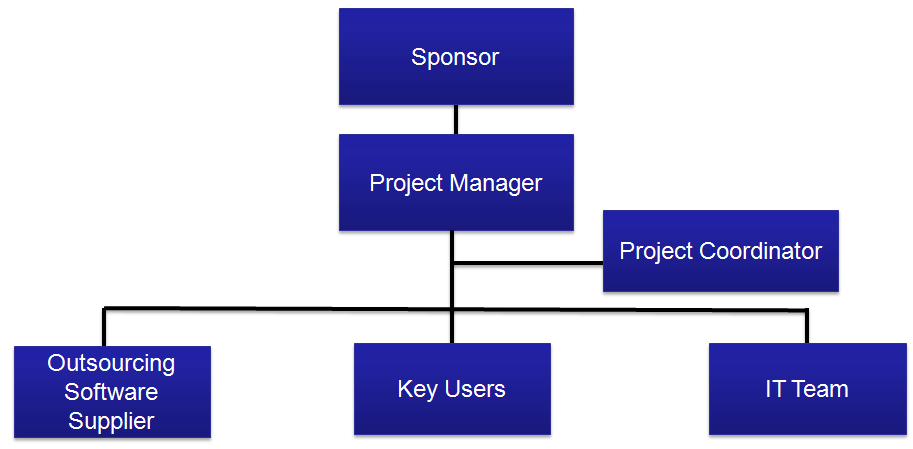 Sponsor
Project Manager
Project Coordinator
Outsourcing
Software
Supplier
Key Users
IT Team